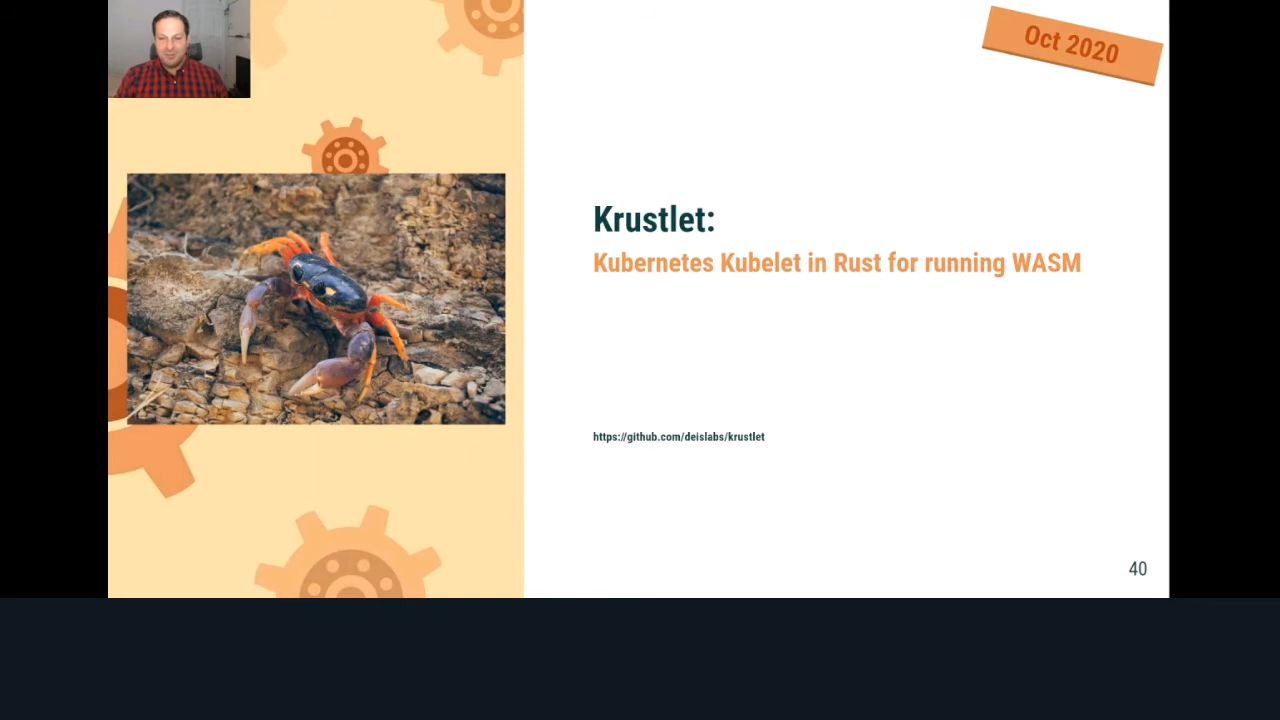 Oct 2020
Krustlet:
Kubernetes Kubelet in Rust for running WASM
https://github.com/deislabs/krustlet
40